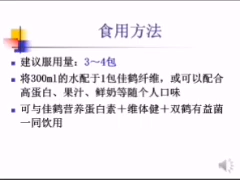 食用方法
建议服用量：3～4包
将300ml的水配于1包佳鹤纤维，或可以配合
高蛋白、果汁、鲜奶等随个人口味
可与佳鹤营养蛋白素＋维体健＋双鹤有益菌
一同饮用